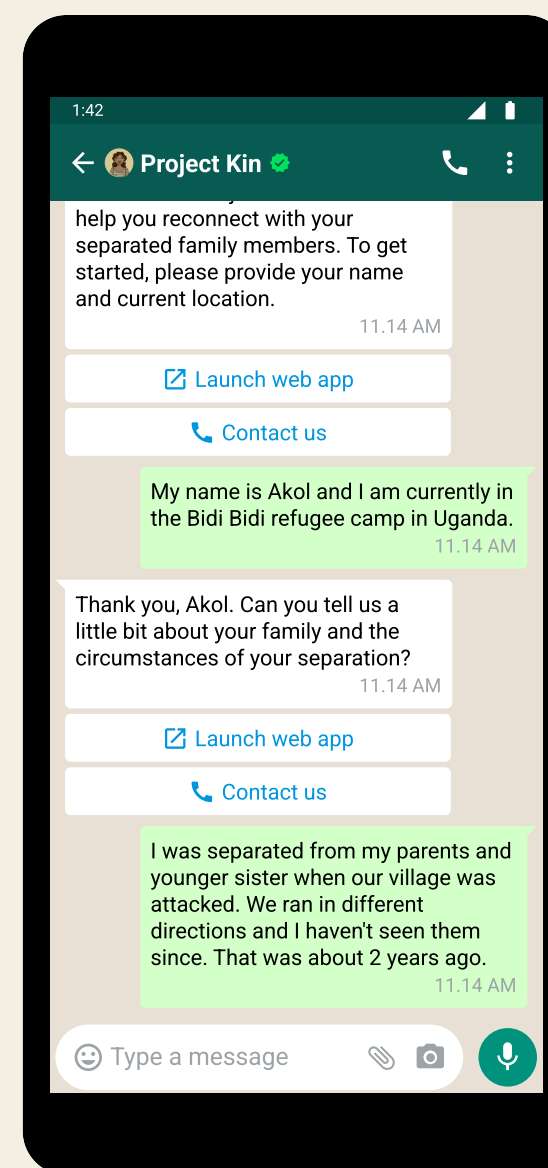 1:42
Project Kin
help you reconnect with your
separated family members. To get
started, please provide your name
and current location.
11.14 AM
Launch web app
Contact us
My name is Akol and I am currently in
the Bidi Bidi refugee camp in Uganda.
11.14 AM
Thank you, Akol. Can you tell us a
little bit about your family and the
circumstances of your separation?
11.14 AM
Launch web app
Contact us
I was separated from my parents and
younger sister when our village was
attacked. We ran in different
directions and I haven't seen them
since. That was about 2 years ago.
11.14 AM
Type a message